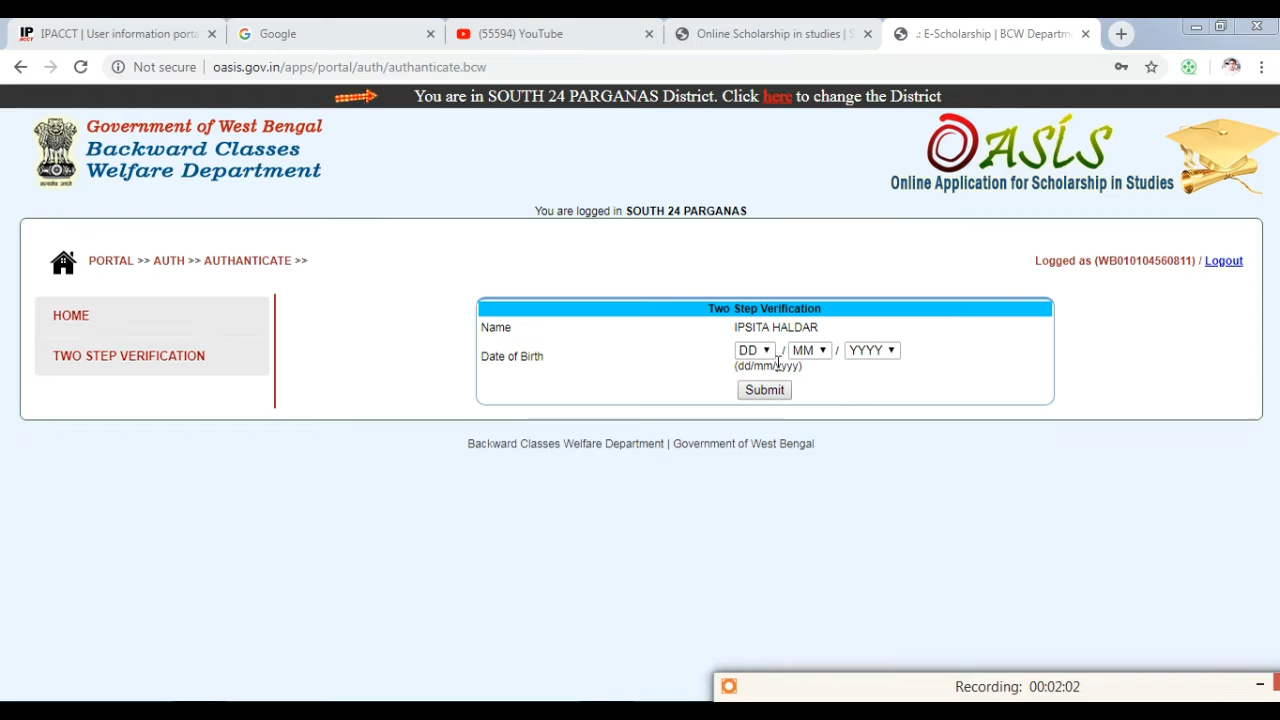 IPACCT | User information porta
Google
(55594) YouTube
Online Scholarship in studies | S
.: E-Scholarship | BCW Departm
Not secure | oasis.gov.in/apps/portal/auth/authanticate.bcw
You are in SOUTH 24 PARGANAS District. Click here to change the District
Government of West Bengal
Backward Classes
Welfare Department
OASIS
Online Application for Scholarship in Studies
You are logged in SOUTH 24 PARGANAS
PORTAL >> AUTH >> AUTHANTICATE >>
Logged as (WB010104560811) / Logout
HOME
TWO STEP VERIFICATION
Two Step Verification
Name IPSITA HALDAR
Date of Birth DD / MM / YYYY
(dd/mm/yyyy)
Submit
Backward Classes Welfare Department | Government of West Bengal
Recording: 00:02:02